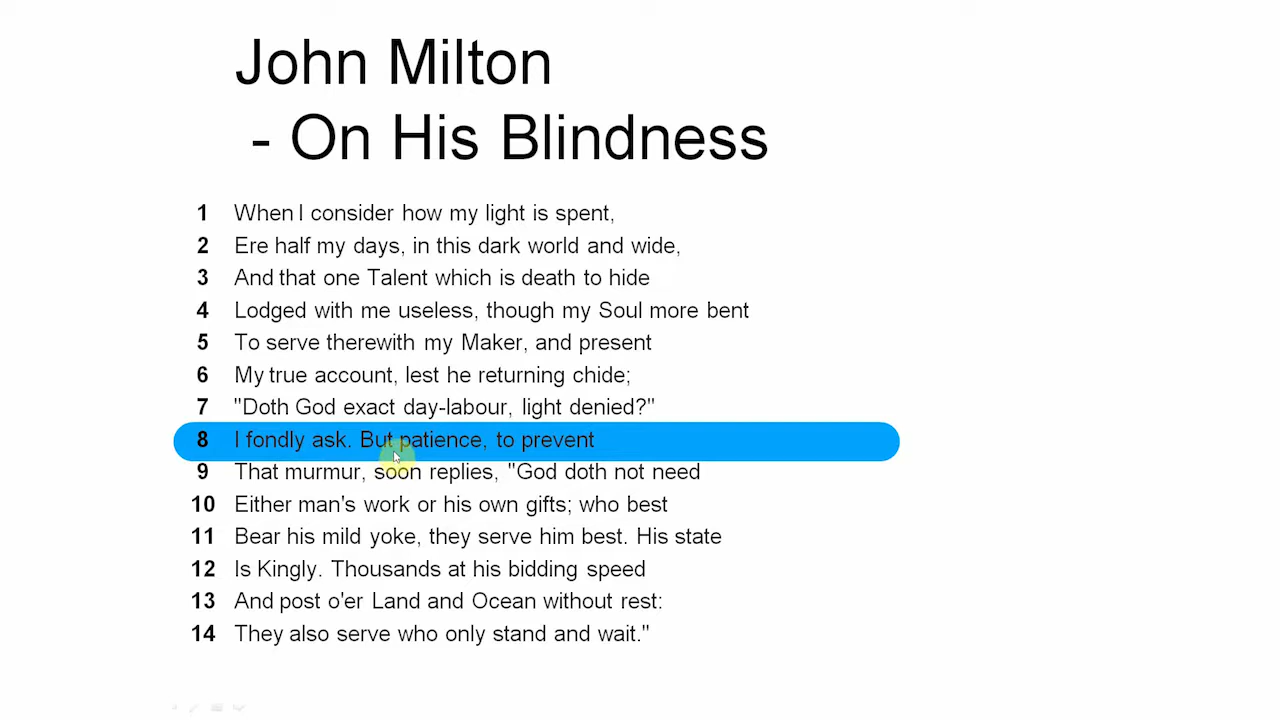 John Milton
- On His Blindness
1 When I consider how my light is spent,
2 Ere half my days, in this dark world and wide,
3 And that one Talent which is death to hide
4 Lodged with me useless, though my Soul more bent
5 To serve therewith my Maker, and present
6 My true account, lest he returning chide;
7 "Doth God exact day-labour, light denied?"
8 I fondly ask. But patience, to prevent
9 That murmur, soon replies, "God doth not need
10 Either man's work or his own gifts; who best
11 Bear his mild yoke, they serve him best. His state
12 Is Kingly. Thousands at his bidding speed
13 And post o'er Land and Ocean without rest:
14 They also serve who only stand and wait."